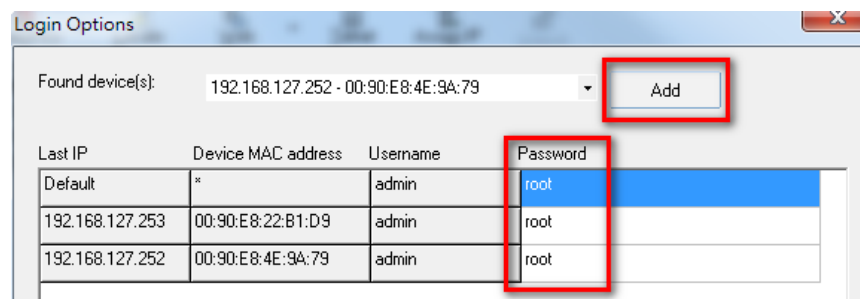 Login Options
Found device(s):
192.168.127.252 - 00:90:E8:4E:9A:79
Add
Last IP Device MAC address Username Password
Default * admin root
192.168.127.253 00:90:E8:22:B1:D9 admin root
192.168.127.252 00:90:E8:4E:9A:79 admin root